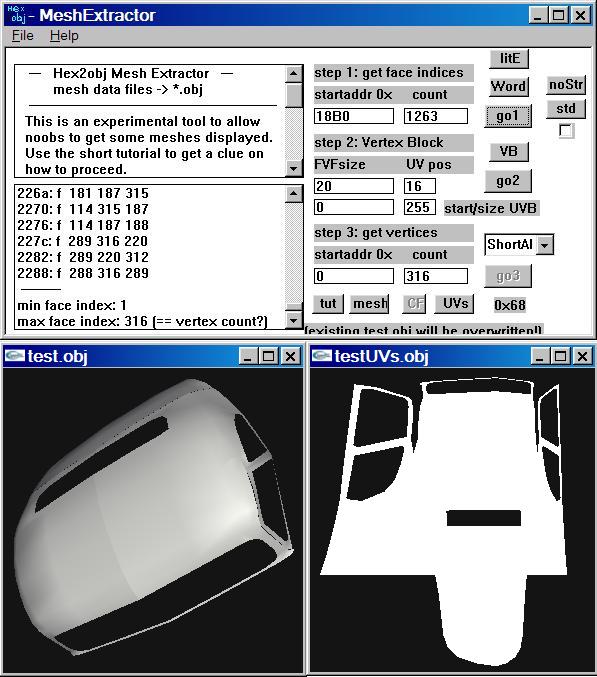 Hex obj - MeshExtractor
File Help
— Hex2obj Mesh Extractor —
mesh data files -> *.obj
This is an experimental tool to allow
noobs to get some meshes displayed.
Use the short tutorial to get a clue on
how to proceed.
226a: f 181 187 315
2270: f 114 315 187
2276: f 114 187 188
227c: f 289 316 220
2282: f 289 220 312
2288: f 288 316 289
min face index: 1
max face index: 316 (== vertex count?)
step 1: get face indices
startaddr 0x count
18B0 1263
step 2: Vertex Block
FVFsize UV pos
20 16
0 255 start/size UVB
step 3: get vertices
startaddr 0x count
0 316
tut mesh CF UVs
(existing test obj will be overwritten!)
litE
Word
go1
noStr
std
VB
go2
ShortAl
go3
0x68
test.obj
testUVs.obj